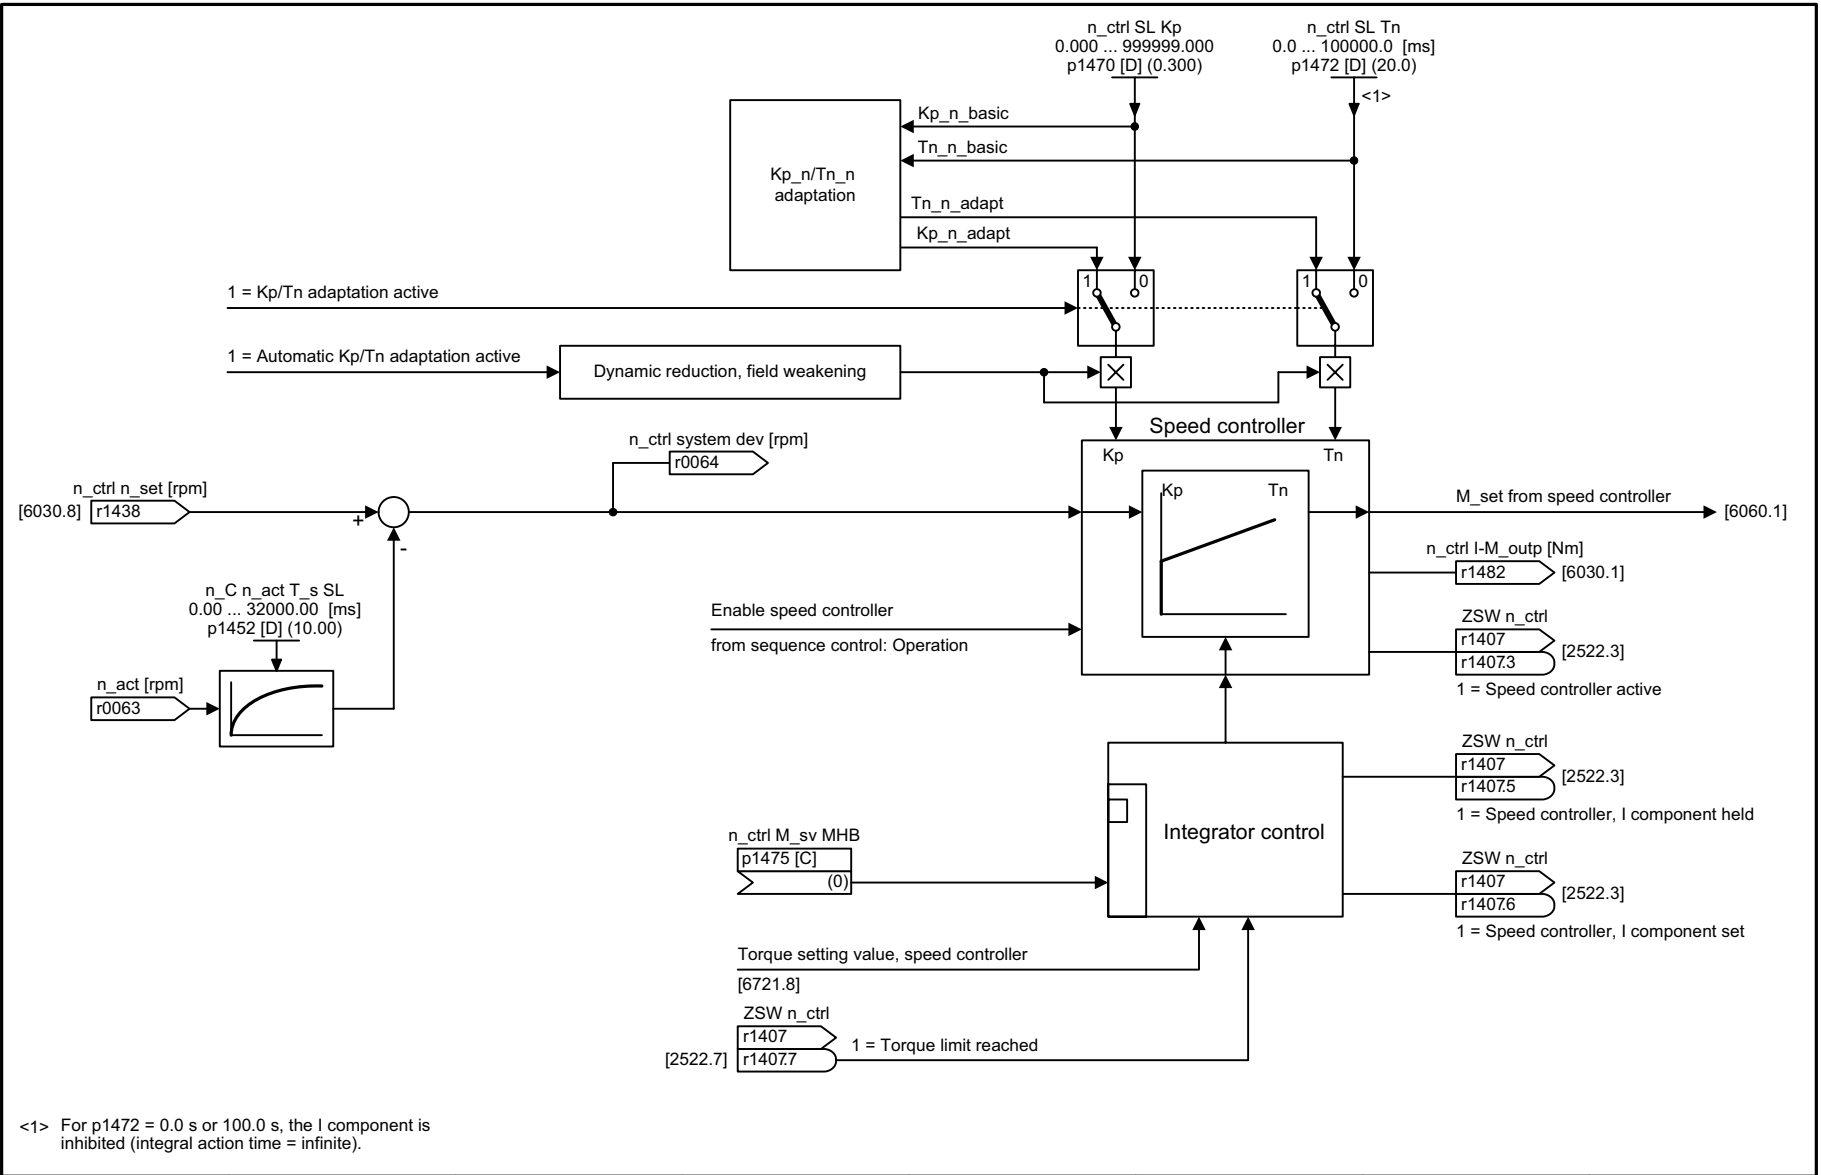 n_ctrl SL Kp
0.000 ... 999999.000
p1470 [D] (0.300)
n_ctrl SL Tn
0.0 ... 100000.0 [ms]
p1472 [D] (20.0)
<1>
Kp_n_basic
Tn_n_basic
Kp_n/Tn_n
adaptation
Tn_n_adapt
Kp_n_adapt
1 0
1 0
1 = Kp/Tn adaptation active
1 = Automatic Kp/Tn adaptation active
Dynamic reduction, field weakening
Speed controller
n_ctrl system dev [rpm]
r0064
Kp
Tn
n_ctrl n_set [rpm]
[6030.8]
r1438
+
-
Kp
Tn
M_set from speed controller
[6060.1]
n_ctrl I-M_outp [Nm]
r1482
[6030.1]
n_C n_act T_s SL
0.00 ... 32000.00 [ms]
p1452 [D] (10.00)
Enable speed controller
from sequence control: Operation
ZSW n_ctrl
r1407
r1407.3
[2522.3]
1 = Speed controller active
n_act [rpm]
r0063
ZSW n_ctrl
r1407
r1407.5
[2522.3]
1 = Speed controller, I component held
Integrator control
n_ctrl M_sv MHB
p1475 [C]
(0)
ZSW n_ctrl
r1407
r1407.6
[2522.3]
1 = Speed controller, I component set
Torque setting value, speed controller
[6721.8]
ZSW n_ctrl
r1407
[2522.7]
r1407.7
1 = Torque limit reached
<1> For p1472 = 0.0 s or 100.0 s, the I component is
inhibited (integral action time = infinite).